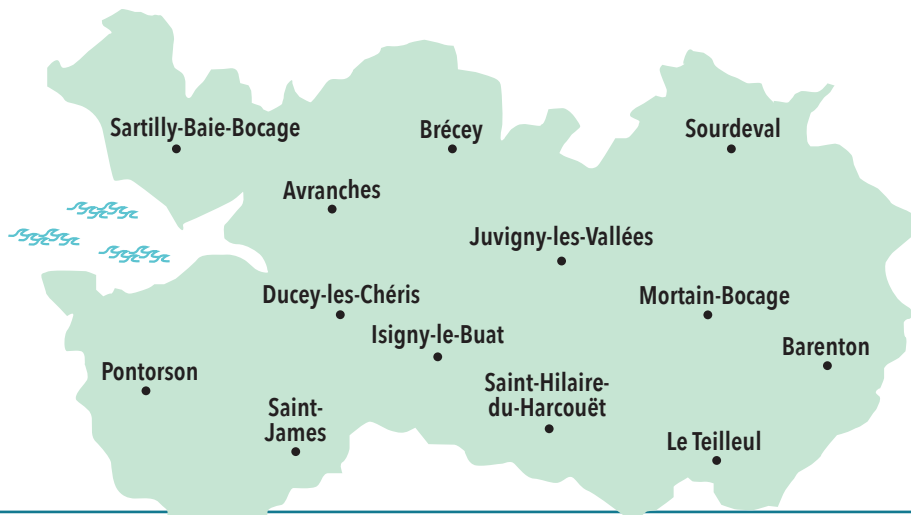 Sartilly-Baie-Bocage
Brécey
Sourdeval
Avranches
Juvigny-les-Vallées
Ducey-les-Chéris
Mortain-Bocage
Isigny-le-Buat
Barenton
Pontorson
Saint-Hilaire-
du-Harcouët
Saint-
James
Le Teilleul